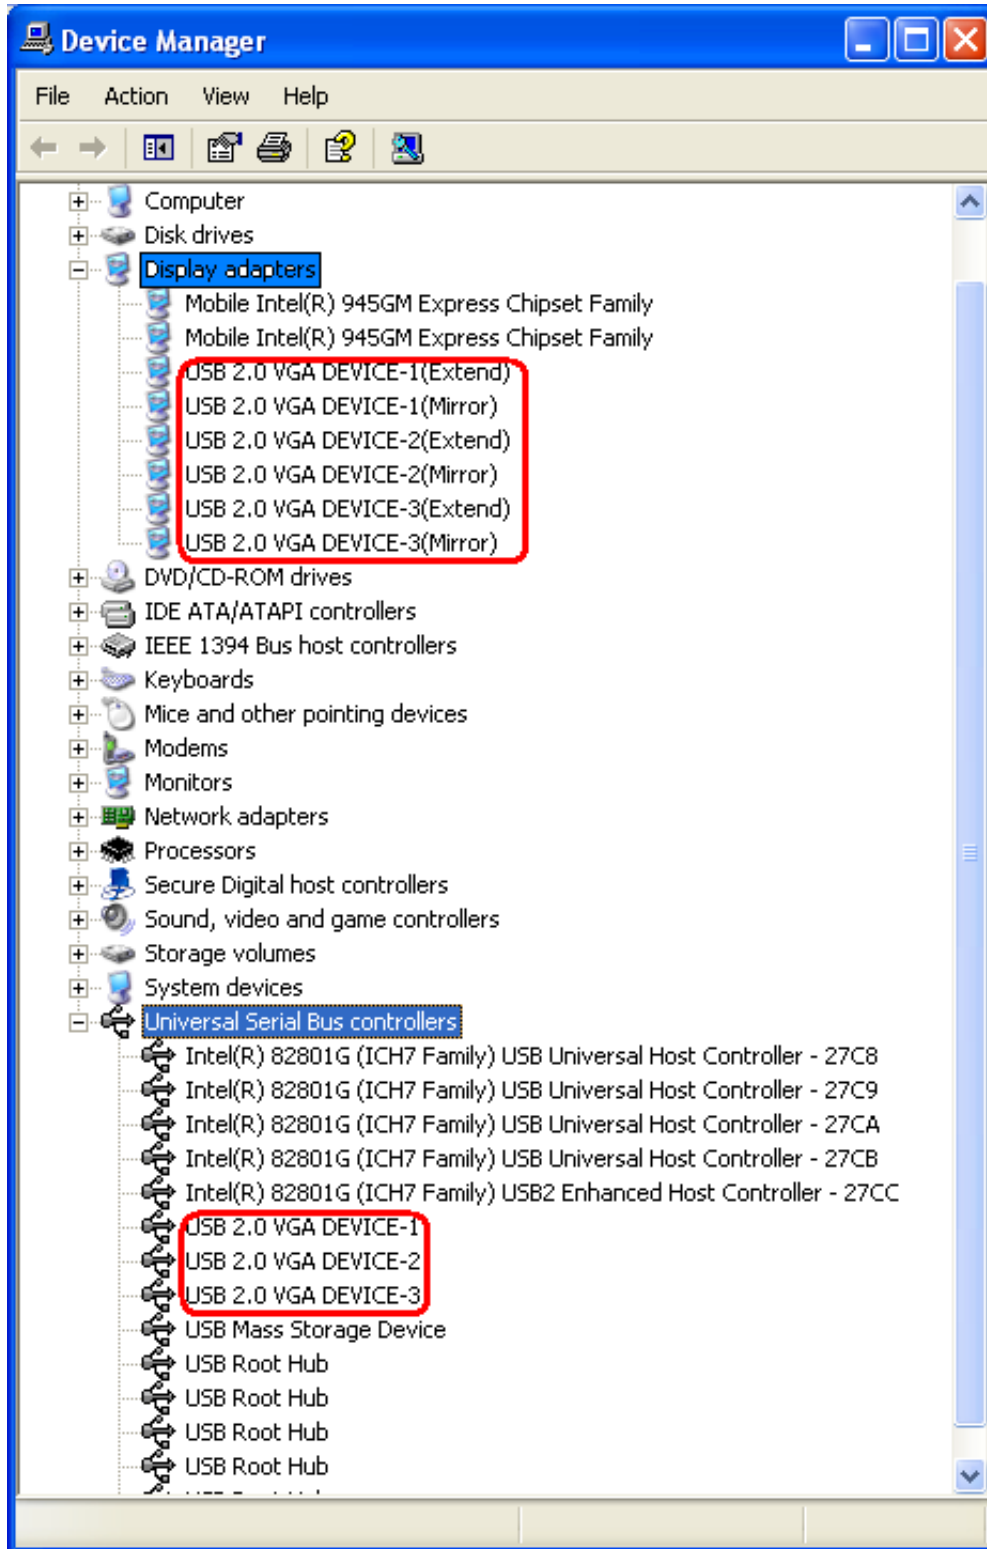 Device Manager
File Action View Help
Computer
Disk drives
Display adapters
Mobile Intel(R) 945GM Express Chipset Family
Mobile Intel(R) 945GM Express Chipset Family
USB 2.0 VGA DEVICE-1(Extend)
USB 2.0 VGA DEVICE-1(Mirror)
USB 2.0 VGA DEVICE-2(Extend)
USB 2.0 VGA DEVICE-2(Mirror)
USB 2.0 VGA DEVICE-3(Extend)
USB 2.0 VGA DEVICE-3(Mirror)
DVD/CD-ROM drives
IDE ATA/ATAPI controllers
IEEE 1394 Bus host controllers
Keyboards
Mice and other pointing devices
Modems
Monitors
Network adapters
Processors
Secure Digital host controllers
Sound, video and game controllers
Storage volumes
System devices
Universal Serial Bus controllers
Intel(R) 82801G (ICH7 Family) USB Universal Host Controller - 27C8
Intel(R) 82801G (ICH7 Family) USB Universal Host Controller - 27C9
Intel(R) 82801G (ICH7 Family) USB Universal Host Controller - 27CA
Intel(R) 82801G (ICH7 Family) USB Universal Host Controller - 27CB
Intel(R) 82801G (ICH7 Family) USB2 Enhanced Host Controller - 27CC
USB 2.0 VGA DEVICE-1
USB 2.0 VGA DEVICE-2
USB 2.0 VGA DEVICE-3
USB Mass Storage Device
USB Root Hub
USB Root Hub
USB Root Hub
USB Root Hub